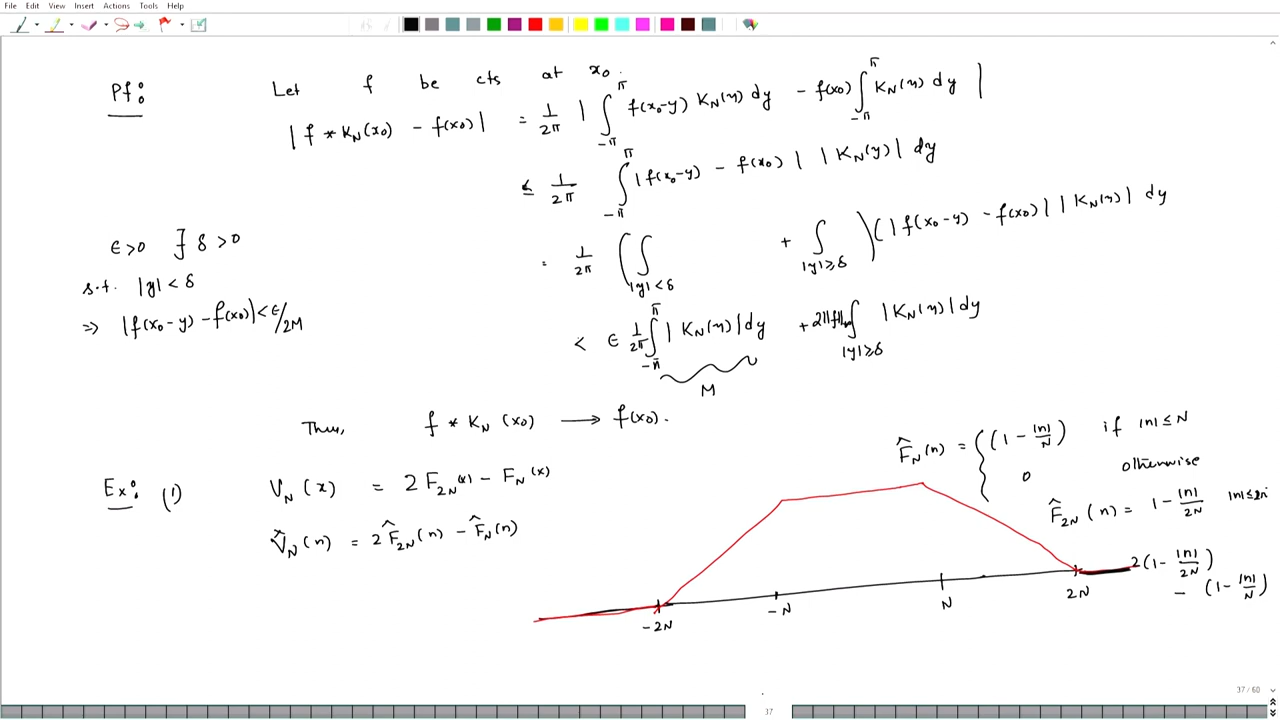 File Edit View Insert Actions Tools Help
Pf: Let f be cts at x₀.
|f * K_N(x₀) - f(x₀)| = 1/2π | ∫_{-π}^{π} f(x₀-y) K_N(y) dy - f(x₀) ∫_{-π}^{π} K_N(y) dy |
≤ 1/2π ∫_{-π}^{π} |f(x₀-y) - f(x₀)| |K_N(y)| dy
ε>0 ∃ δ>0
= 1/2π ( ∫_{|y|<δ} + ∫_{|y|≥δ} ) (|f(x₀-y) - f(x₀)| |K_N(y)| dy
s.t. |y|<δ
⇒ |f(x₀-y) - f(x₀)| < ε/2M
< ε 1/2π ∫_{-π}^{π} |K_N(y)| dy + 2||f||_∞ ∫_{|y|≥δ} |K_N(y)| dy
M
Thus, f * K_N (x₀) ⟶ f(x₀).
F̂_N(n) = { (1 - |n|/N) if |n| ≤ N
0 otherwise
Ex: (1) V_N(x) = 2 F_{2N}(x) - F_N(x)
F̂_{2N}(n) = 1 - |n|/2N |n|≤2N
V̂_N(n) = 2 F̂_{2N}(n) - F̂_N(n)
2(1 - |n|/2N)
- (1 - |n|/N)
-2N -N N 2N
37 / 60
37